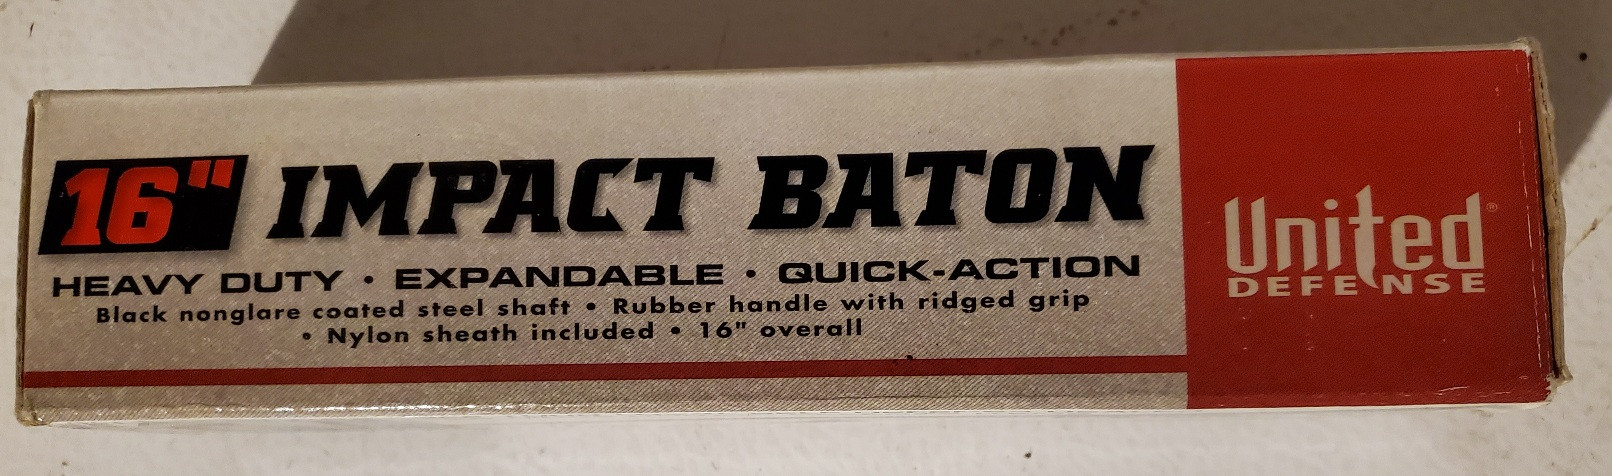 16" IMPACT BATON
HEAVY DUTY • EXPANDABLE • QUICK-ACTION
Black nonglare coated steel shaft • Rubber handle with ridged grip
• Nylon sheath included • 16" overall
United®
DEFENSE